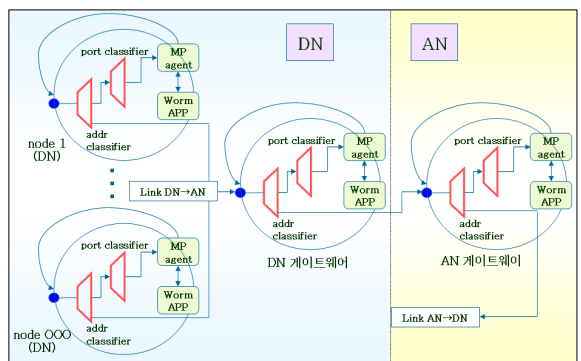 DN
AN
port classifier
MP
agent
Worm
APP
addr
classifier
node 1
(DN)
Link DN→AN
port classifier
MP
agent
Worm
APP
addr
classifier
DN 게이트웨어
port classifier
MP
agent
Worm
APP
addr
classifier
AN 게이트웨이
port classifier
MP
agent
Worm
APP
addr
classifier
node OOO
(DN)
Link AN→DN